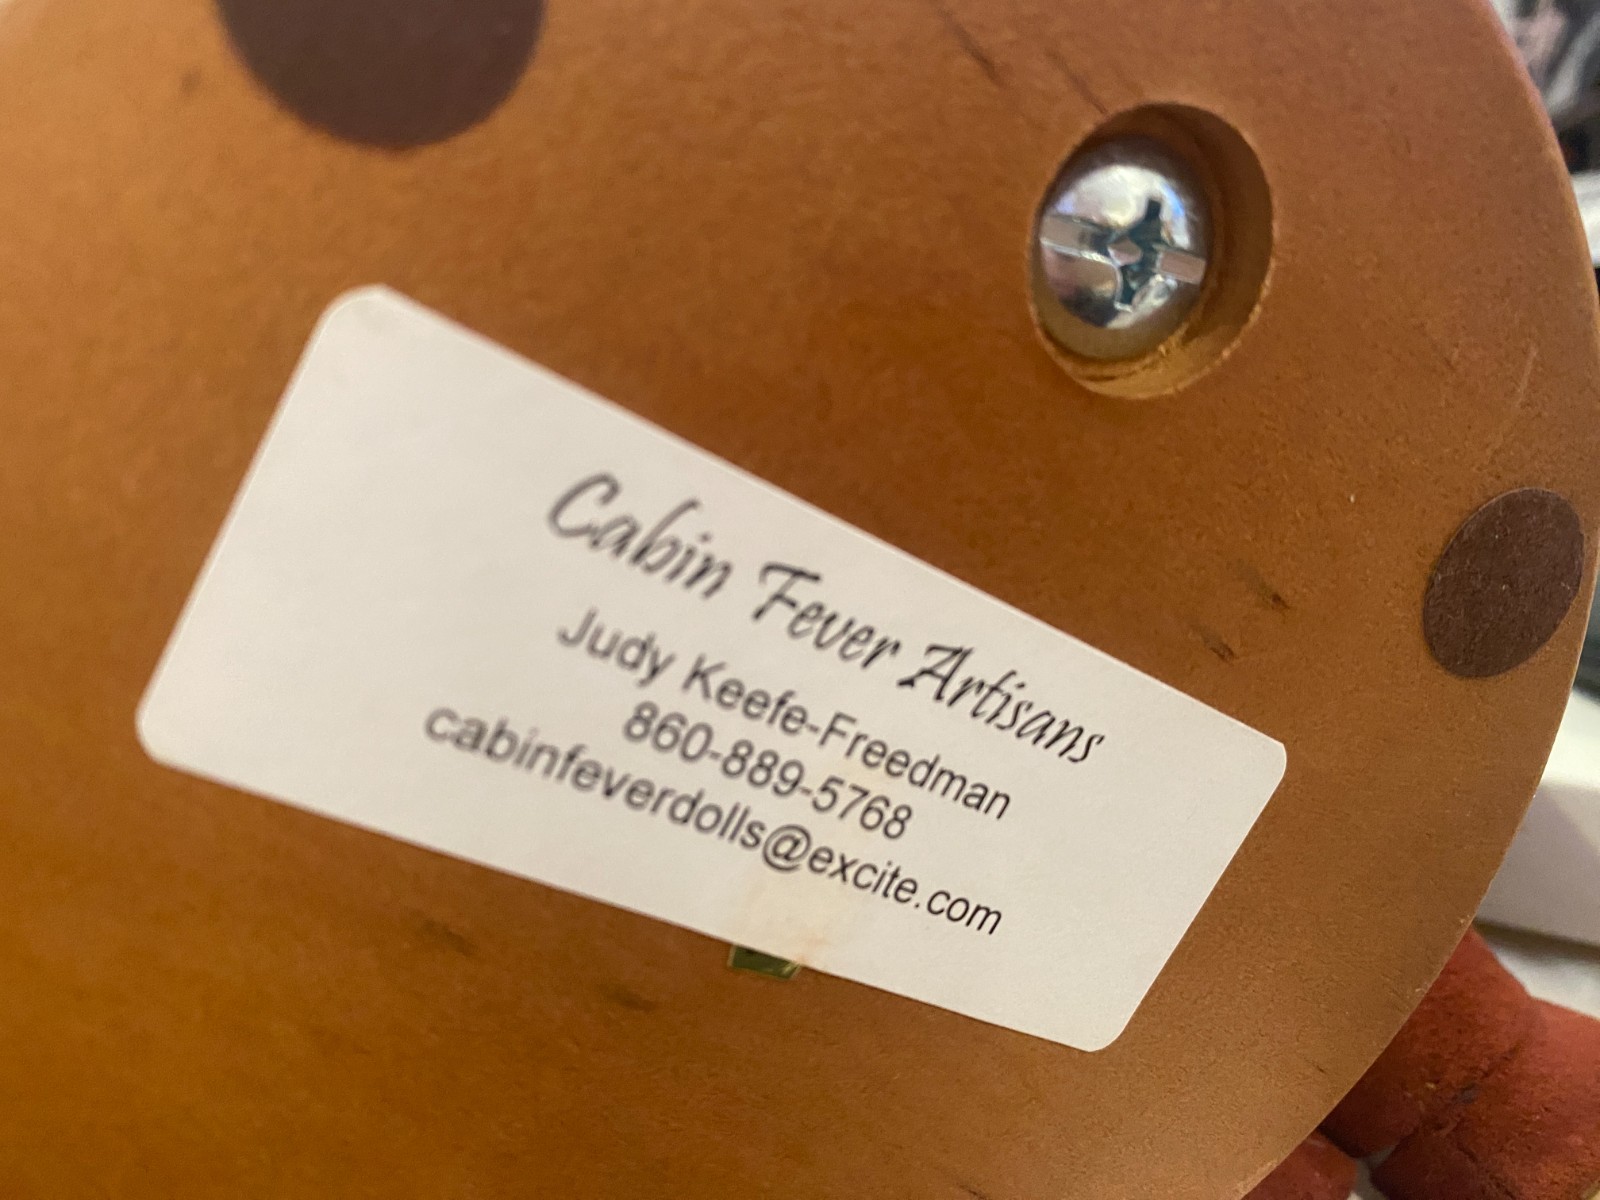 Cabin Fever Artisans
Judy Keefe-Freedman
860-889-5768
cabinfeverdolls@excite.com